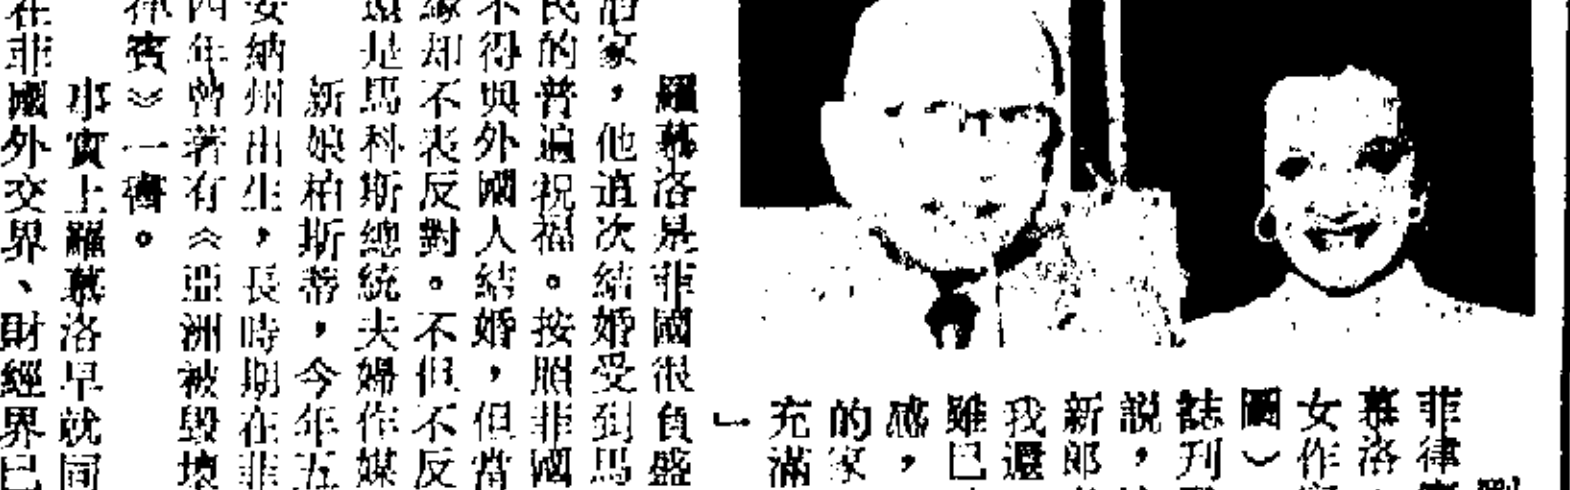 菲律
慕洛
女作
圖︶
誌刊
說，
新郎
我還
雖已
感，
的家
充滿
」
羅慕洛是菲國很負盛
治家，他這次結婚受到馬
民的普遍祝福。按照菲國
不得與外國人結婚，但當
緣却不表反對。不但不反
還是馬科斯總統夫婦作媒
新娘柏斯蒂，今年五
安納州出生，長時期在菲
四年曾著有《亞洲被毀壞
律賓》一書。
事實上羅慕洛早就同
在菲國外交界、財經界已